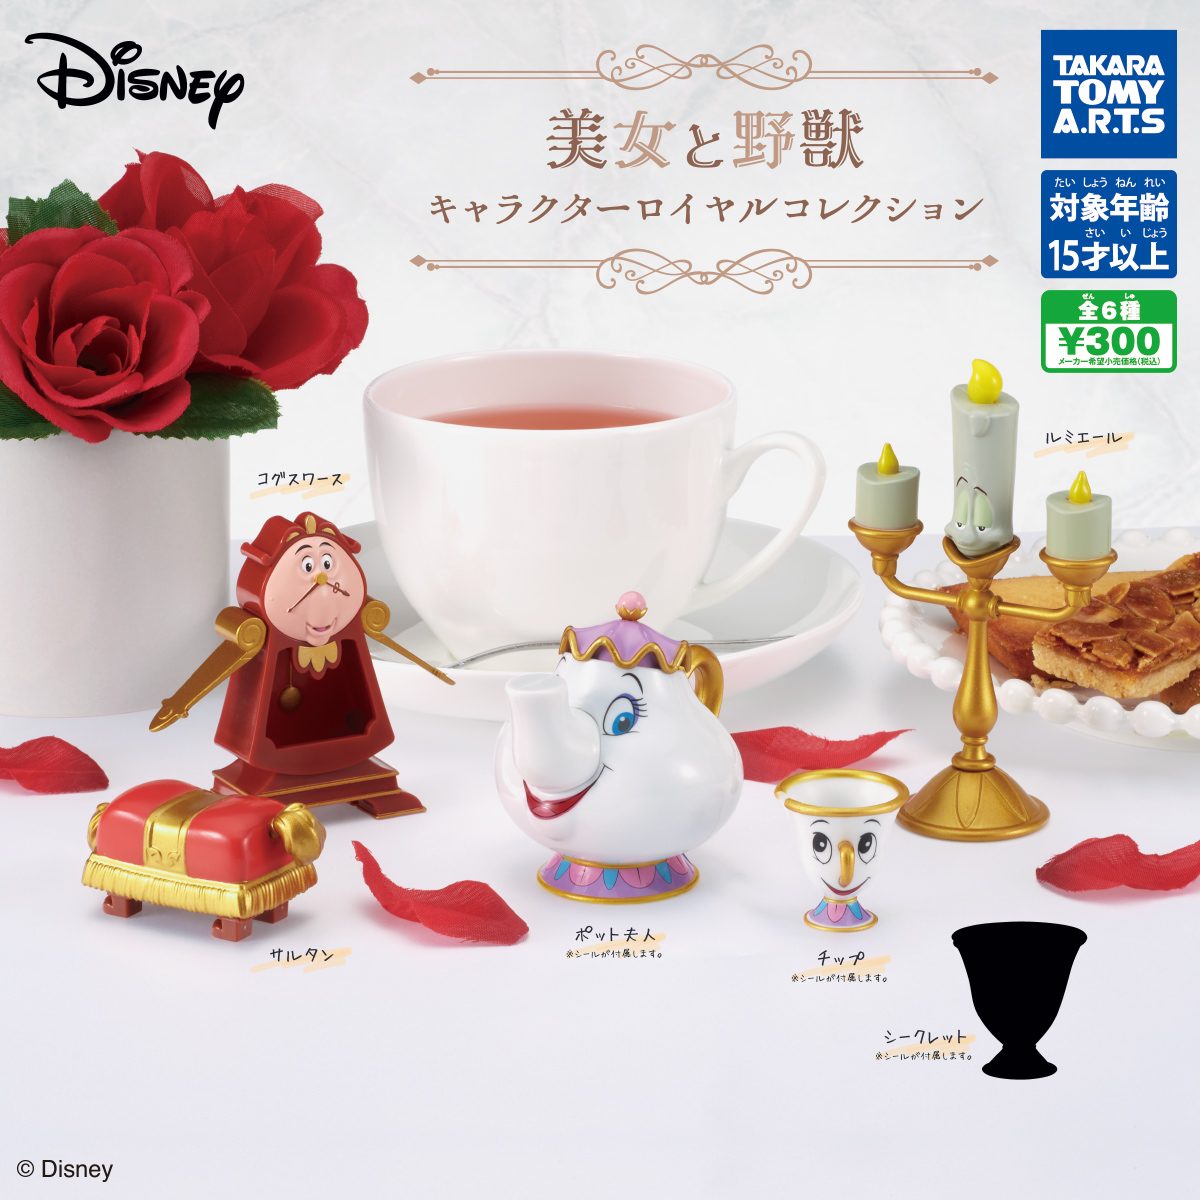 Disney
美女と野獣
キャラクターロイヤルコレクション
TAKARA
TOMY
A.R.T.S
たい しょう ねん れい
対象年齢
さい い じょう
15才以上
ぜん しゅ
全6種
¥300
メーカー希望小売価格(税込)
ルミエール
コグスワース
サルタン
ポット夫人
※シールが付属します。
チップ
※シールが付属します。
シークレット
※シールが付属します。
© Disney